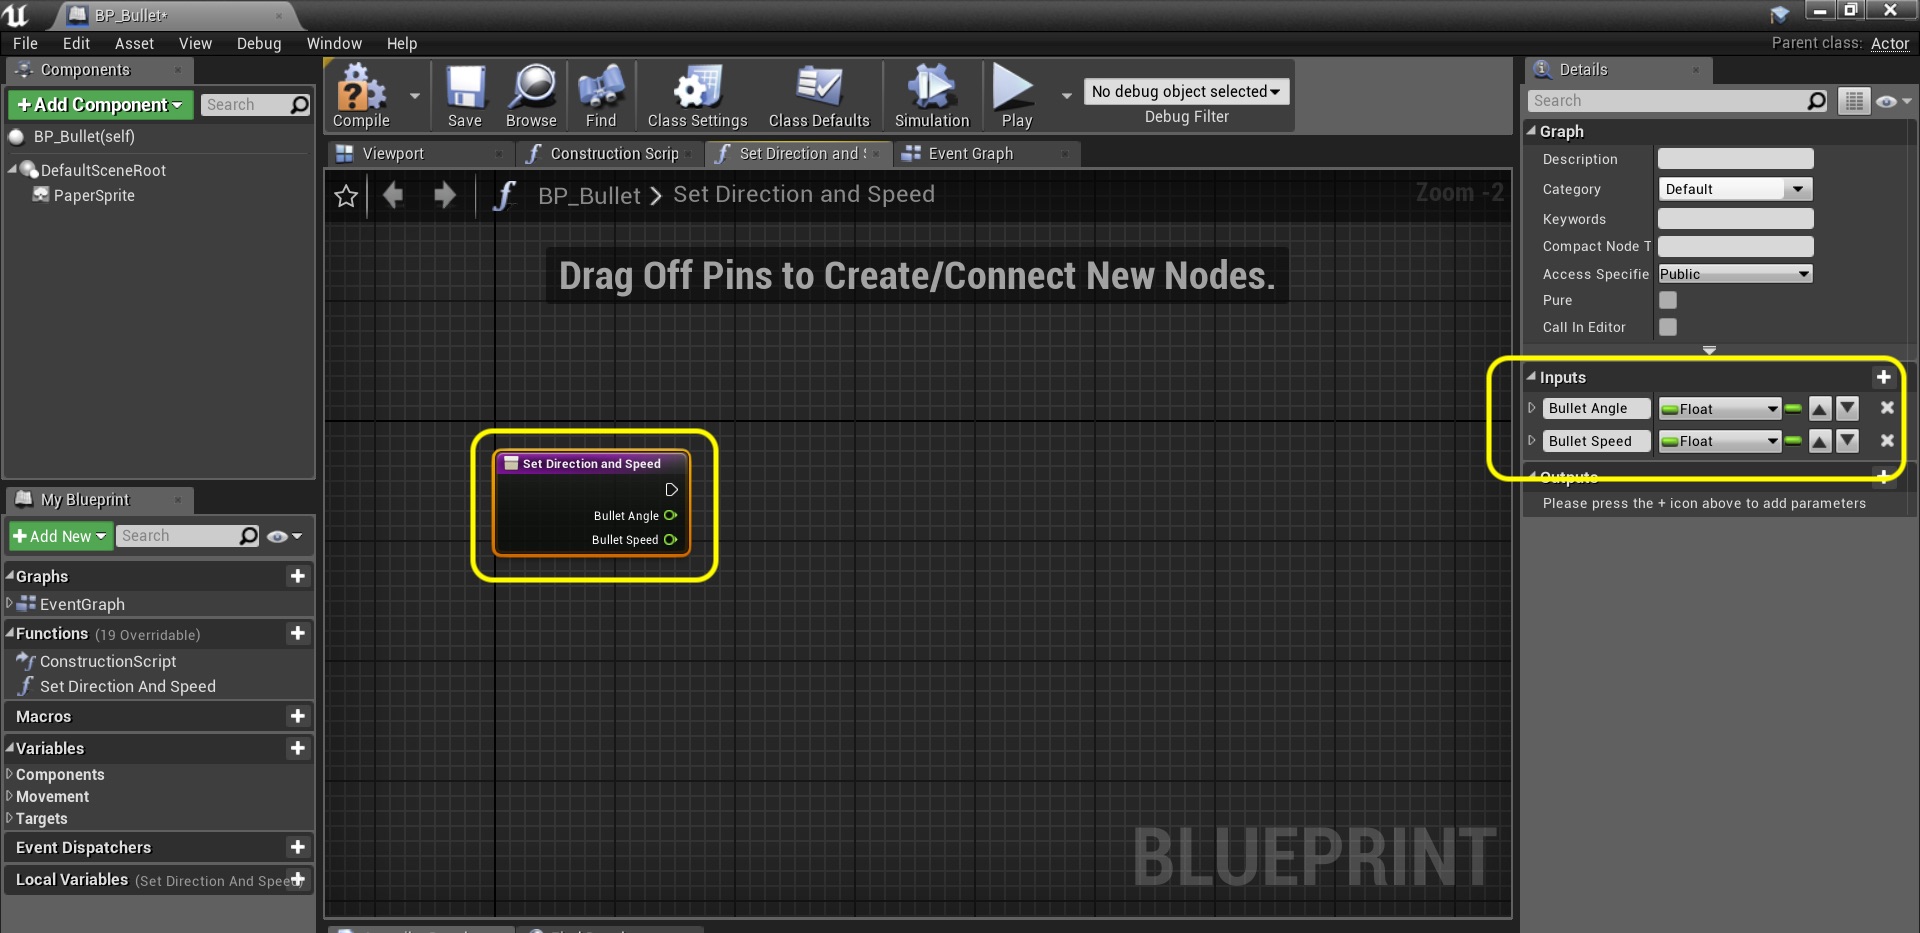 BP_Bullet*
File Edit Asset View Debug Window Help
Parent class: Actor
Components
+Add Component
Search
BP_Bullet(self)
DefaultSceneRoot
PaperSprite
Compile
Save
Browse
Find
Class Settings
Class Defaults
Simulation
Play
No debug object selected
Debug Filter
Viewport
Construction Scrip
Set Direction and
Event Graph
BP_Bullet > Set Direction and Speed
Zoom -2
Drag Off Pins to Create/Connect New Nodes.
Set Direction and Speed
Bullet Angle
Bullet Speed
BLUEPRINT
My Blueprint
+Add New
Search
Graphs
EventGraph
Functions (19 Overridable)
ConstructionScript
Set Direction And Speed
Macros
Variables
Components
Movement
Targets
Event Dispatchers
Local Variables (Set Direction And Speed
Details
Search
Graph
Description
Category Default
Keywords
Compact Node T
Access Specifie Public
Pure
Call In Editor
Inputs
Bullet Angle Float
Bullet Speed Float
Outputs
Please press the + icon above to add parameters